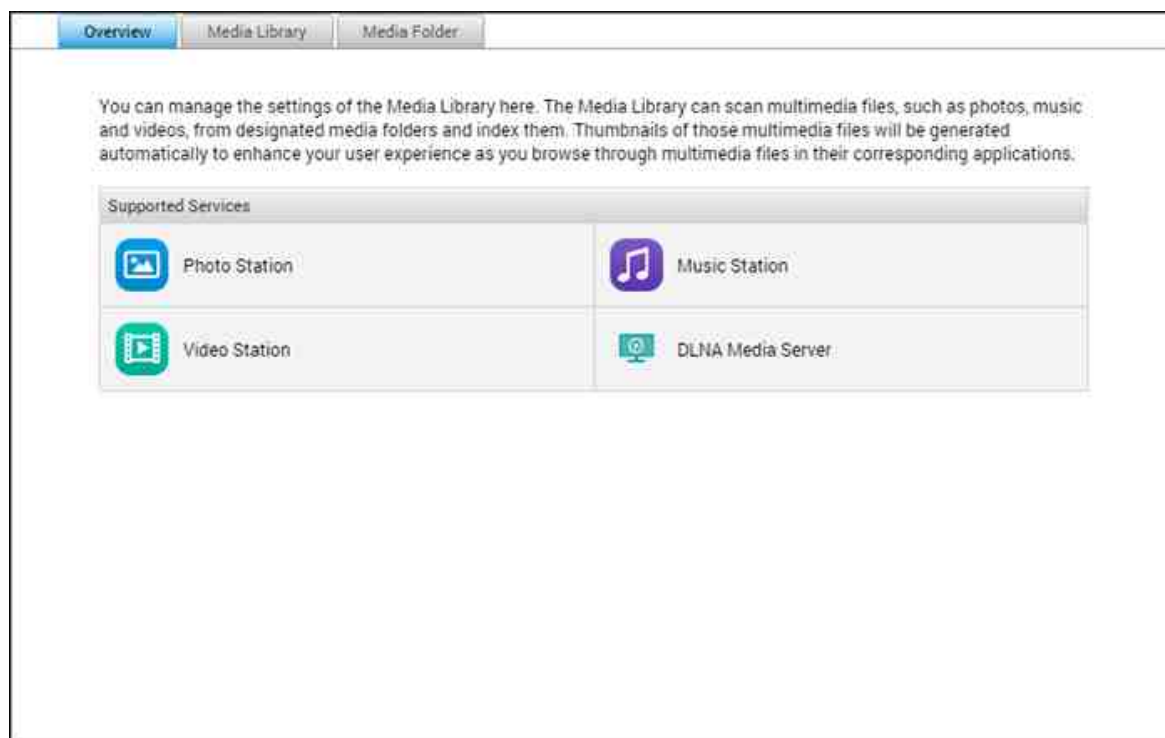 Overview Media Library Media Folder
You can manage the settings of the Media Library here. The Media Library can scan multimedia files, such as photos, music
and videos, from designated media folders and index them. Thumbnails of those multimedia files will be generated
automatically to enhance your user experience as you browse through multimedia files in their corresponding applications.
Supported Services
Photo Station Music Station
Video Station DLNA Media Server